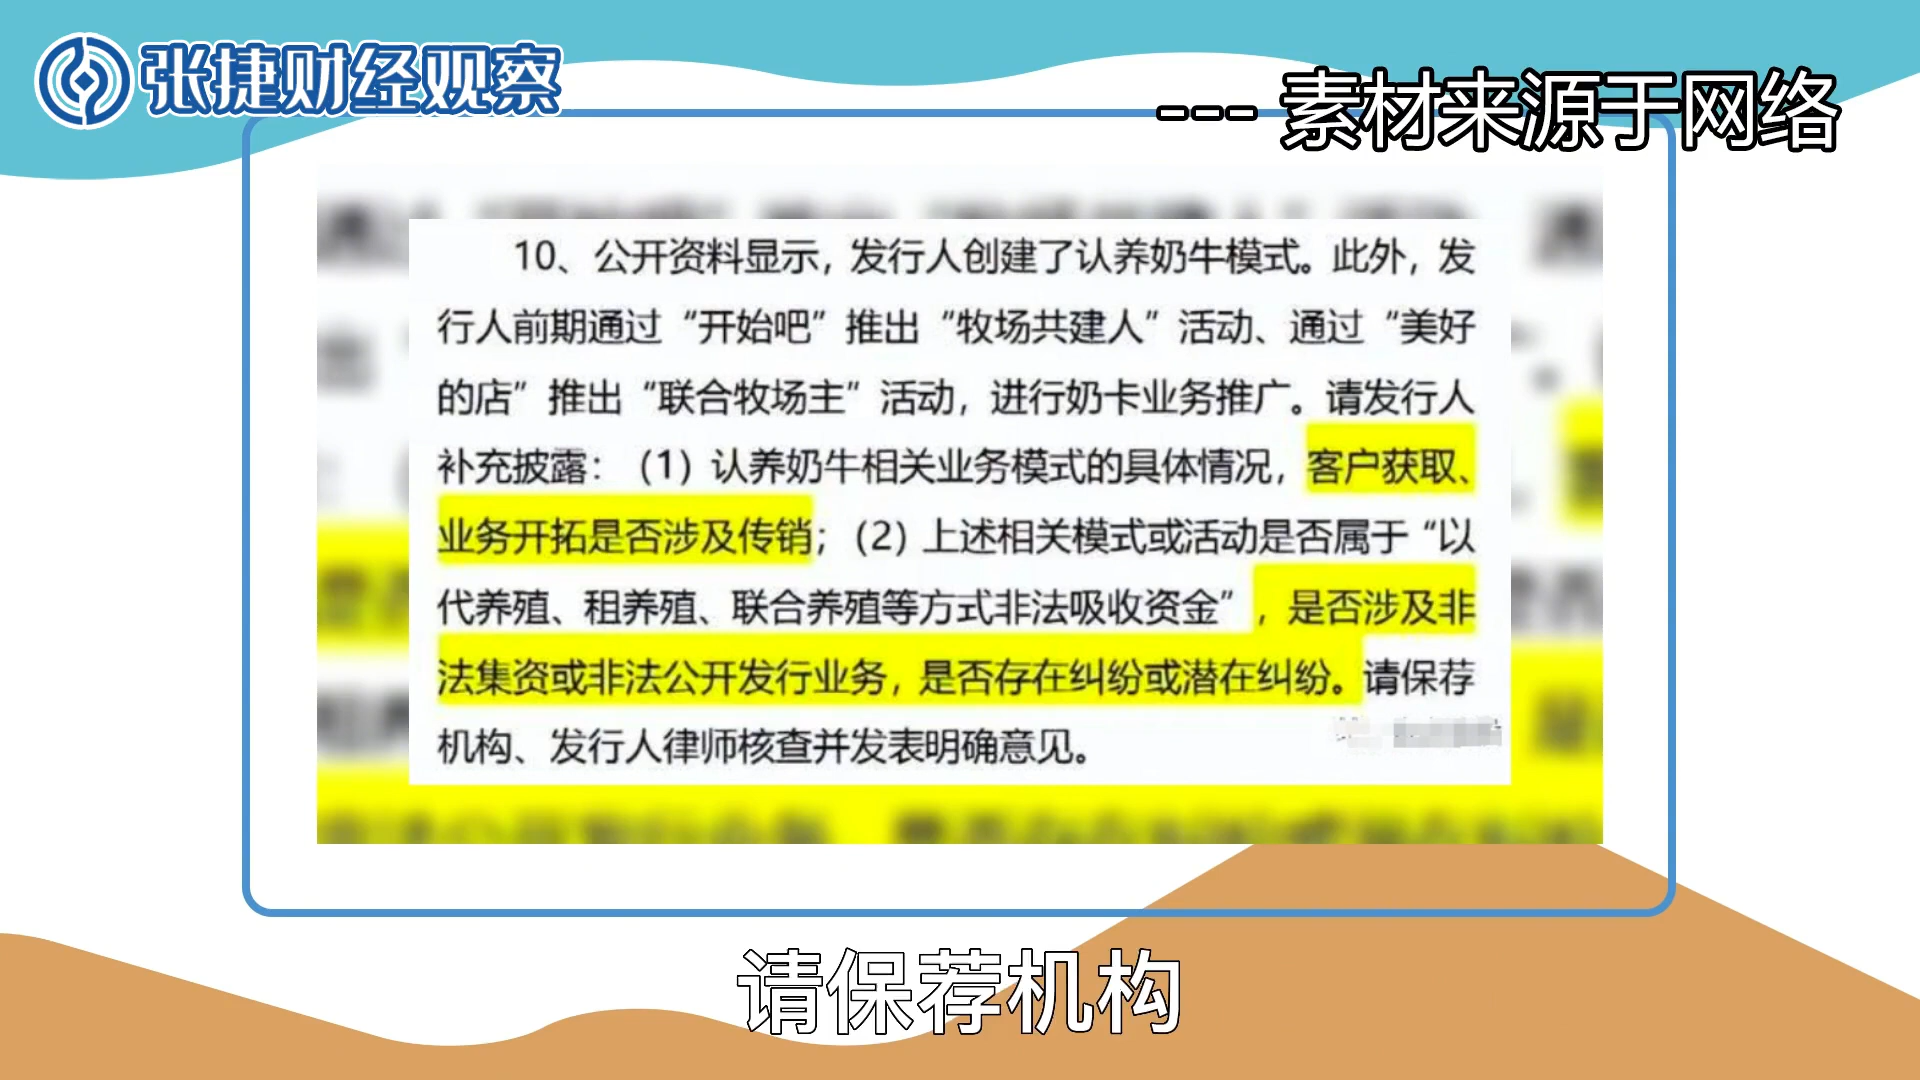 张捷财经观察
--- 素材来源于网络
10、公开资料显示，发行人创建了认养奶牛模式。此外，发
行人前期通过“开始吧”推出“牧场共建人”活动、通过“美好
的店”推出“联合牧场主”活动，进行奶卡业务推广。请发行人
补充披露：（1）认养奶牛相关业务模式的具体情况，客户获取、
业务开拓是否涉及传销；（2）上述相关模式或活动是否属于“以
代养殖、租养殖、联合养殖等方式非法吸收资金”，是否涉及非
法集资或非法公开发行业务，是否存在纠纷或潜在纠纷。请保荐
机构、发行人律师核查并发表明确意见。
请保荐机构